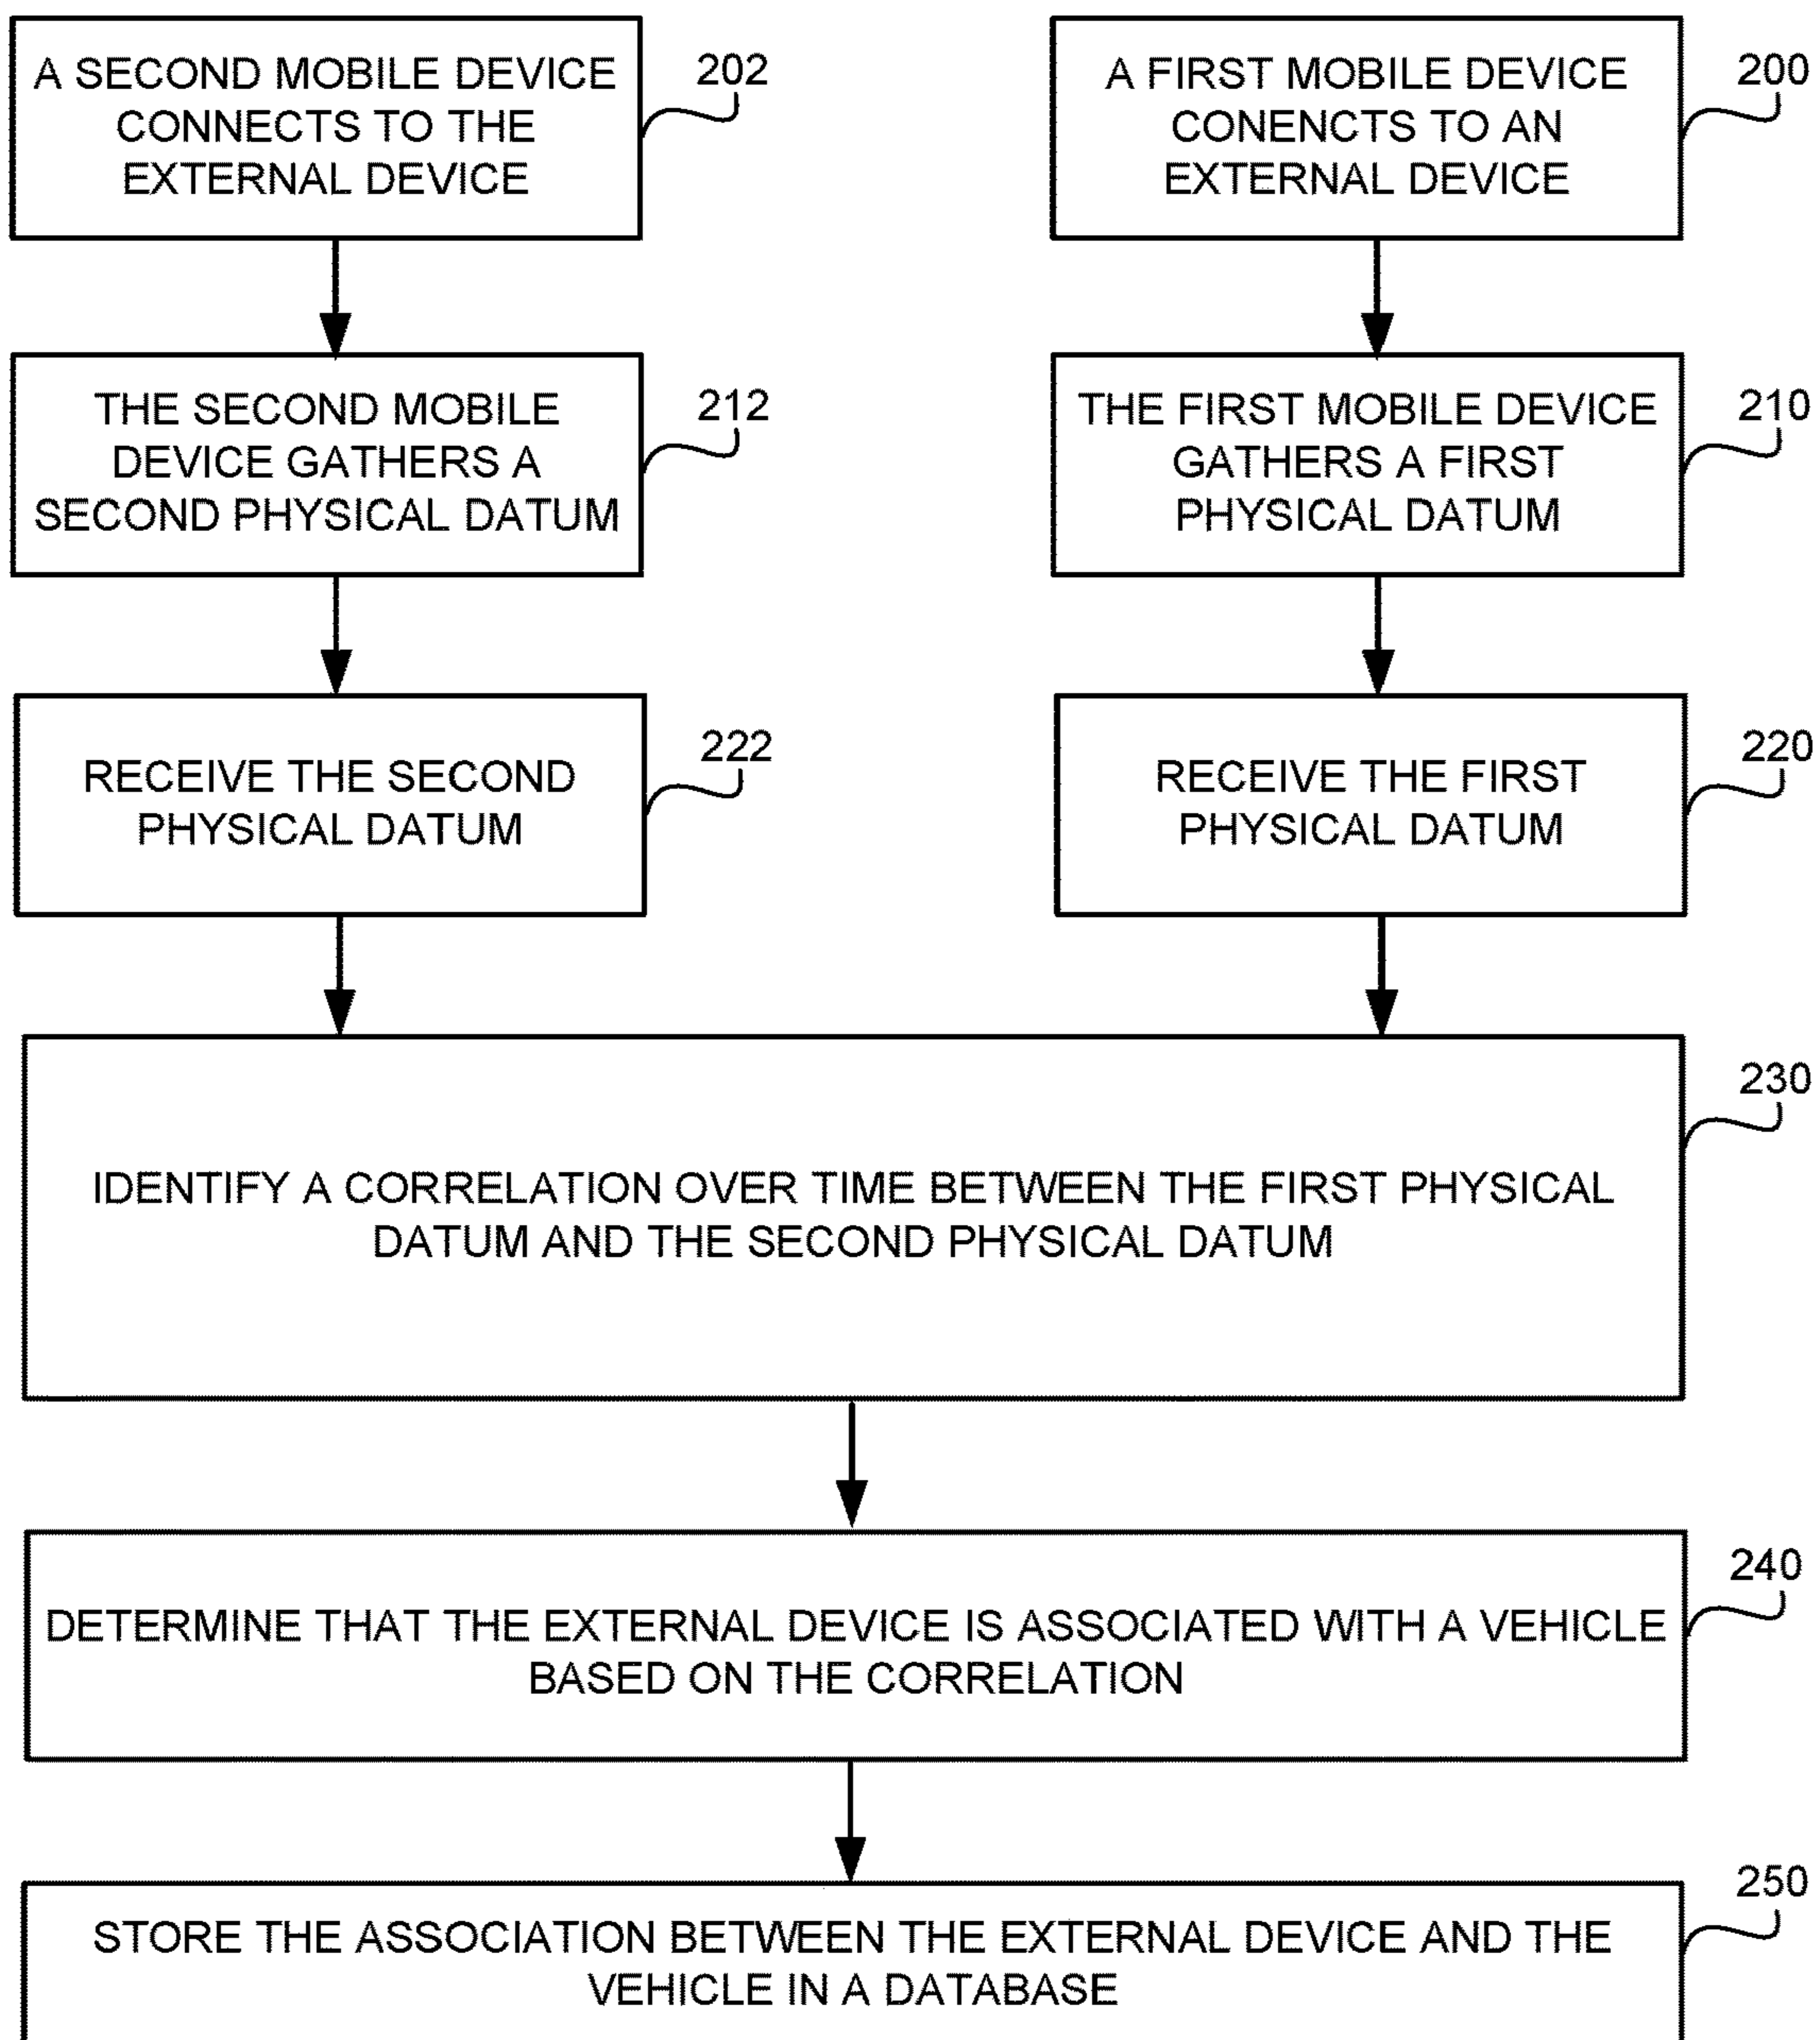 A SECOND MOBILE DEVICE
CONNECTS TO THE
EXTERNAL DEVICE
202
A FIRST MOBILE DEVICE
CONENCTS TO AN
EXTERNAL DEVICE
200
THE SECOND MOBILE
DEVICE GATHERS A
SECOND PHYSICAL DATUM
212
THE FIRST MOBILE DEVICE
GATHERS A FIRST
PHYSICAL DATUM
210
RECEIVE THE SECOND
PHYSICAL DATUM
222
RECEIVE THE FIRST
PHYSICAL DATUM
220
IDENTIFY A CORRELATION OVER TIME BETWEEN THE FIRST PHYSICAL
DATUM AND THE SECOND PHYSICAL DATUM
230
DETERMINE THAT THE EXTERNAL DEVICE IS ASSOCIATED WITH A VEHICLE
BASED ON THE CORRELATION
240
STORE THE ASSOCIATION BETWEEN THE EXTERNAL DEVICE AND THE
VEHICLE IN A DATABASE
250